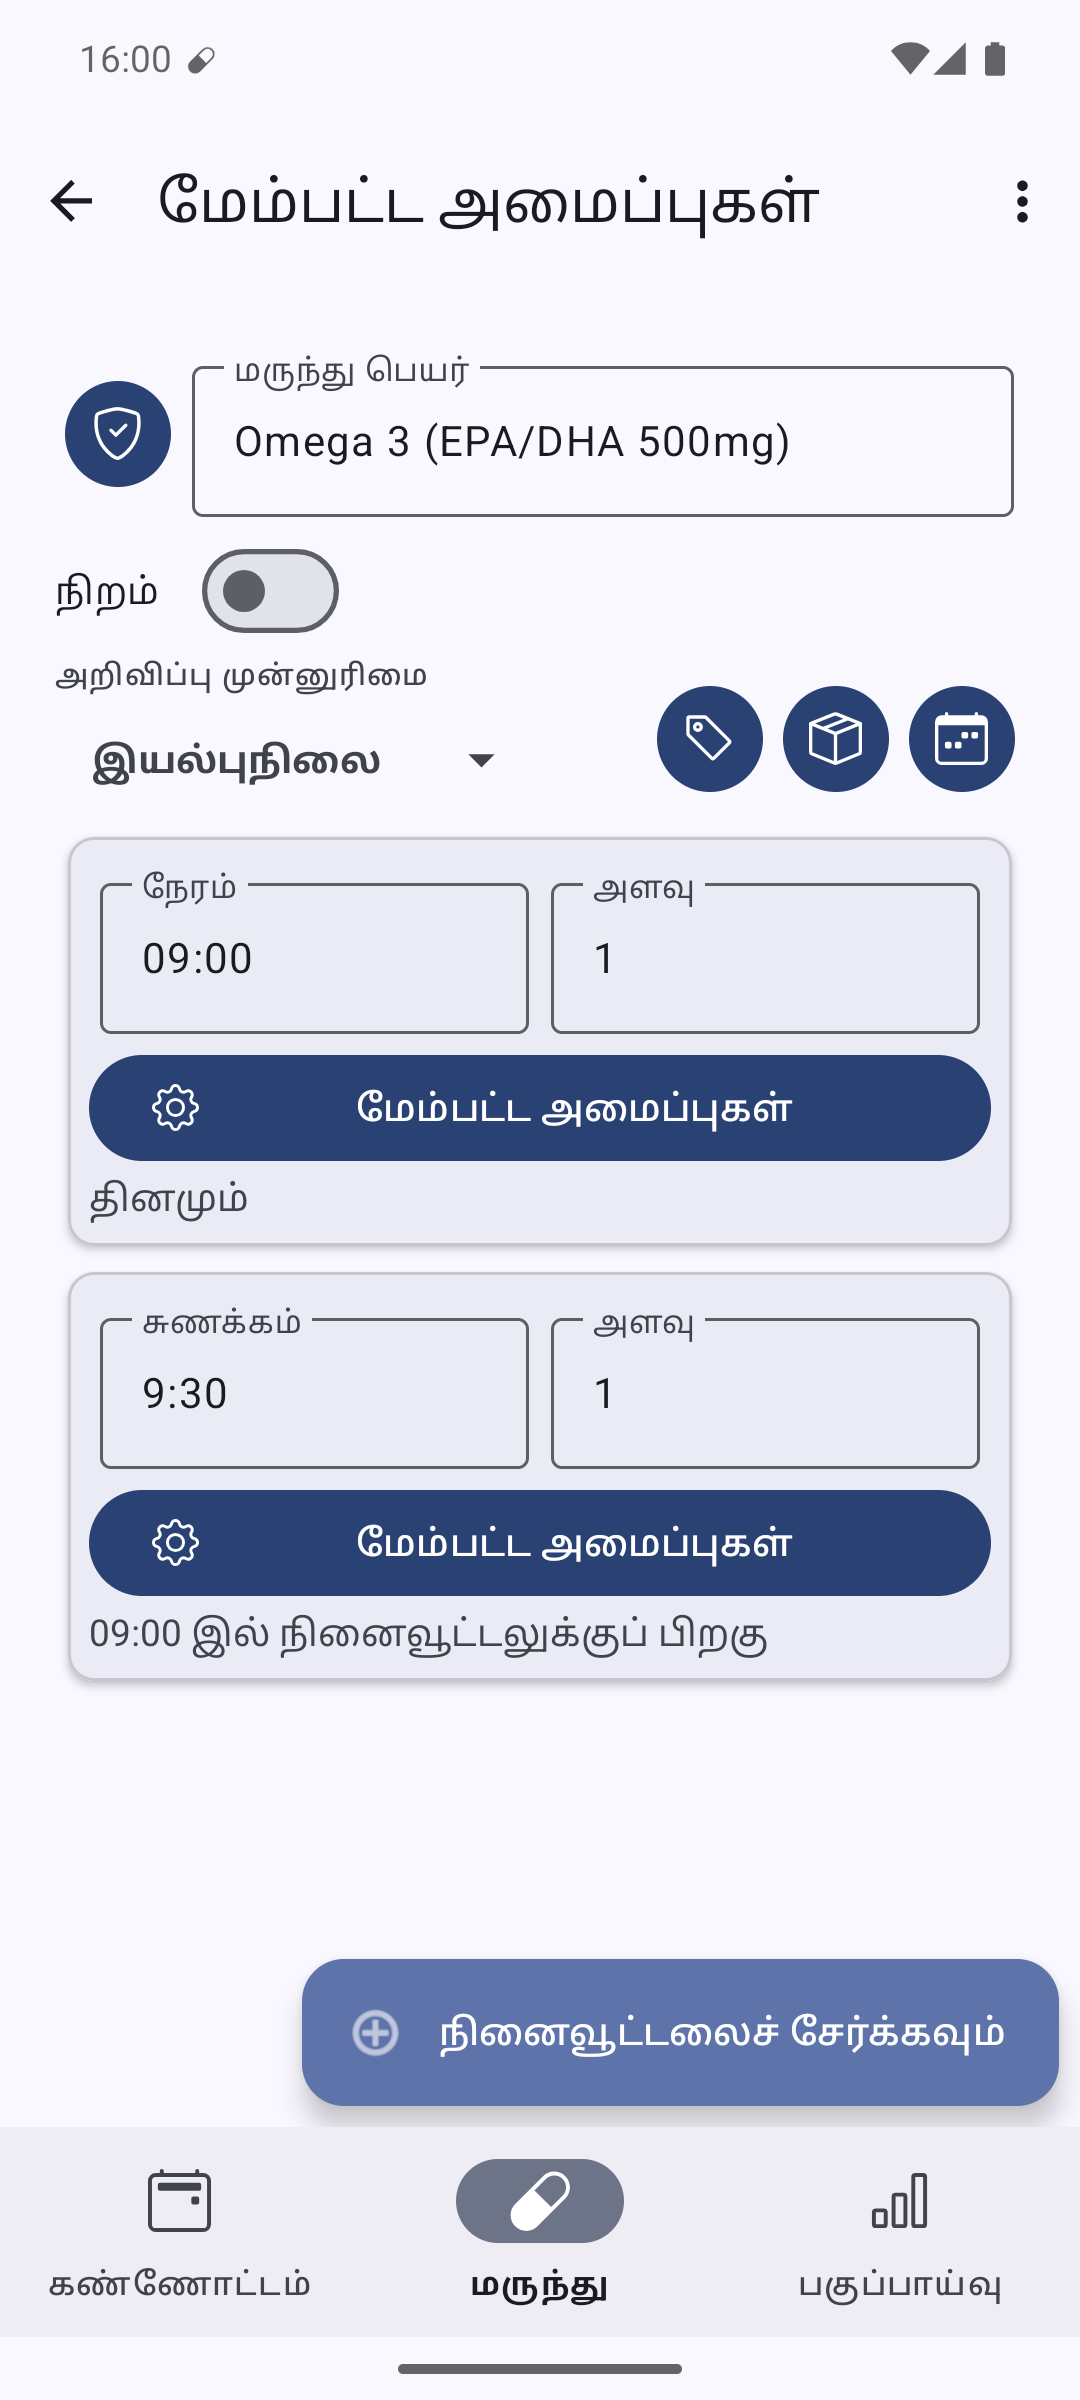 16:00
மேம்பட்ட அமைப்புகள்
மருந்து பெயர்
Omega 3 (EPA/DHA 500mg)
நிறம்
அறிவிப்பு முன்னுரிமை
இயல்புநிலை
நேரம்
அளவு
09:00
1
மேம்பட்ட அமைப்புகள்
தினமும்
சுணக்கம்
அளவு
9:30
1
மேம்பட்ட அமைப்புகள்
09:00 இல் நினைவூட்டலுக்குப் பிறகு
நினைவூட்டலைச் சேர்க்கவும்
கண்ணோட்டம்
மருந்து
பகுப்பாய்வு